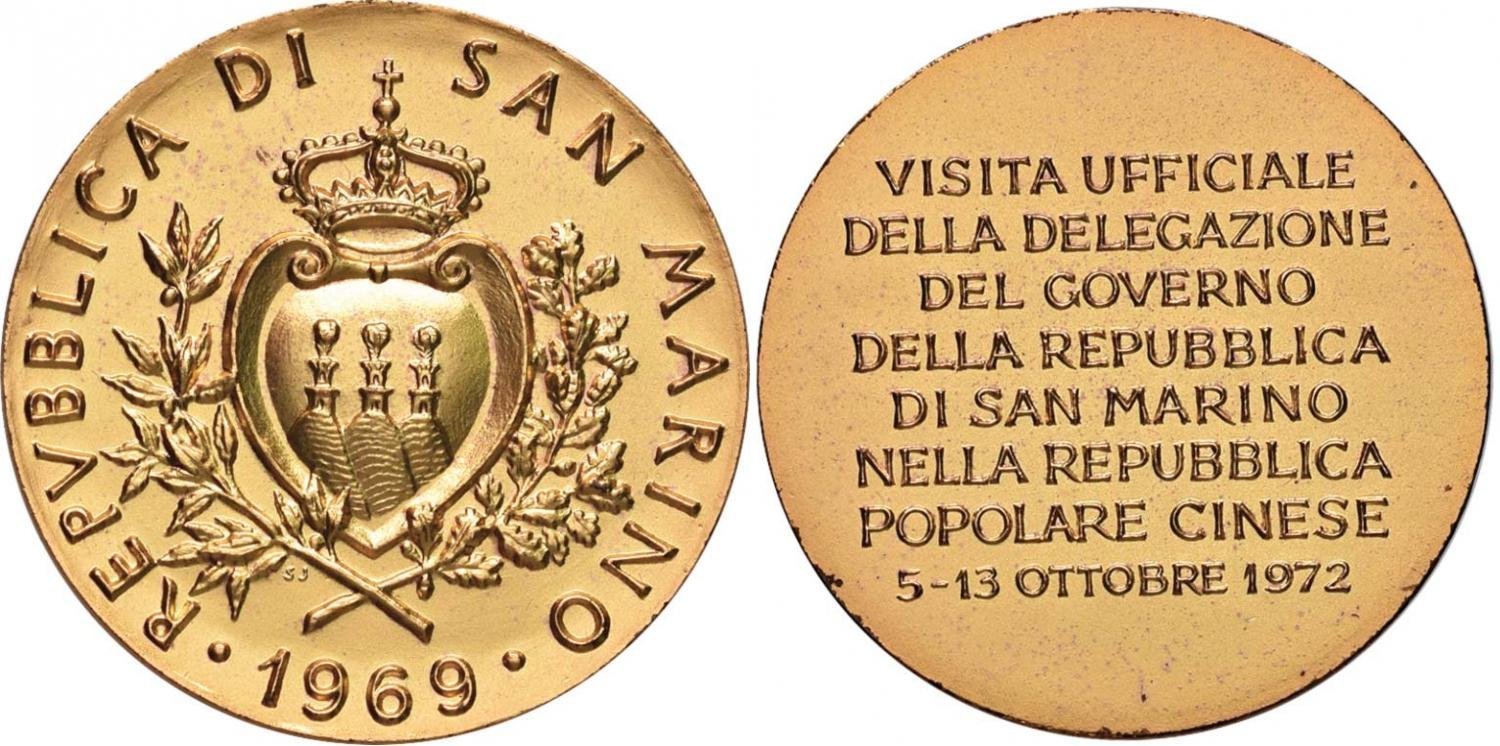 REPVBBLICA DI SAN MARINO
· 1969 ·
SJ
VISITA UFFICIALE
DELLA DELEGAZIONE
DEL GOVERNO
DELLA REPUBBLICA
DI SAN MARINO
NELLA REPUBBLICA
POPOLARE CINESE
5-13 OTTOBRE 1972